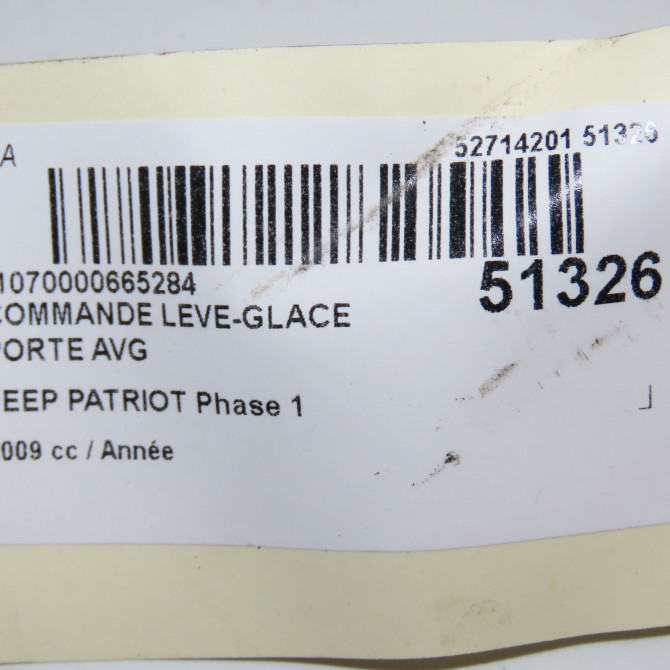 A
52714201 51326
1070000665284
51326
COMMANDE LEVE-GLACE
PORTE AVG
EEP PATRIOT Phase 1
009 cc / Année